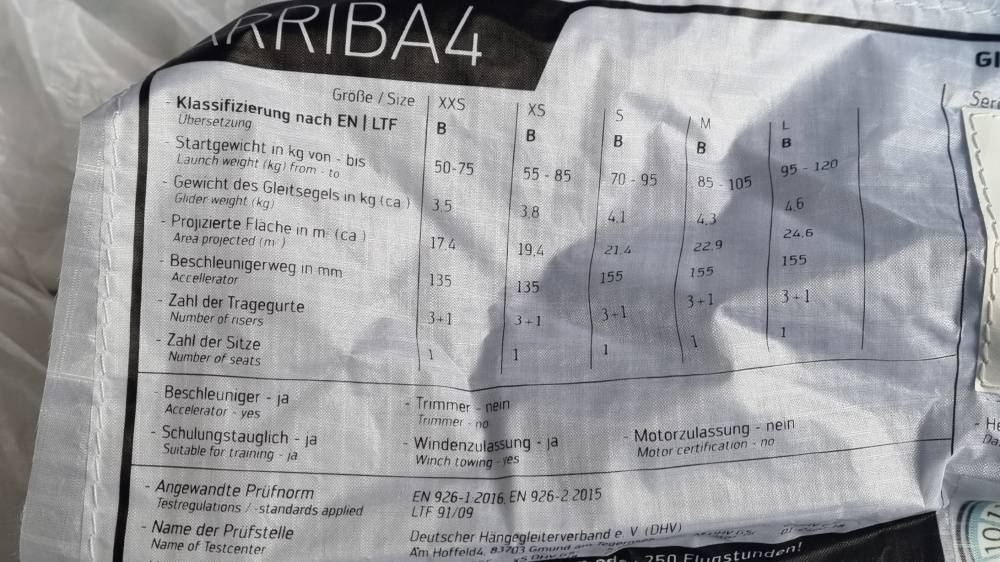 ARRIBA4
Größe / Size XXS XS S M L
- Klassifizierung nach EN | LTF B B B B B
Übersetzung
- Startgewicht in kg von - bis 50-75 55 - 85 70 - 95 85 - 105 95 - 120
Launch weight (kg) from - to
- Gewicht des Gleitsegels in kg (ca ) 3.5 3,8 4.1 4.3 4.6
Glider weight (kg)
- Projizierte Fläche in m² (ca ) 17.4 19,4 21.4 22.9 24.6
Area projected (m² )
- Beschleunigerweg in mm 135 135 155 155 155
Accellerator
- Zahl der Tragegurte 3+1 3+1 3+1 3+1 3+1
Number of risers
- Zahl der Sitze 1 1 1 1 1
Number of seats
- Beschleuniger - ja - Trimmer - nein
Accelerator - yes Trimmer - no
- Schulungstauglich - ja - Windenzulassung - ja - Motorzulassung - nein
Suitable for training - ja Winch towing - yes Motor certification - no
- Angewandte Prüfnorm EN 926-1:2016, EN 926-2:2015
Testregulations / -standards applied LTF 91/09
- Name der Prüfstelle Deutscher Hängegleiterverband e. V. (DHV)
Name of Testcenter Am Hoffeld4, 83703 Gmund am Tegernsee
250 Flugstunden!